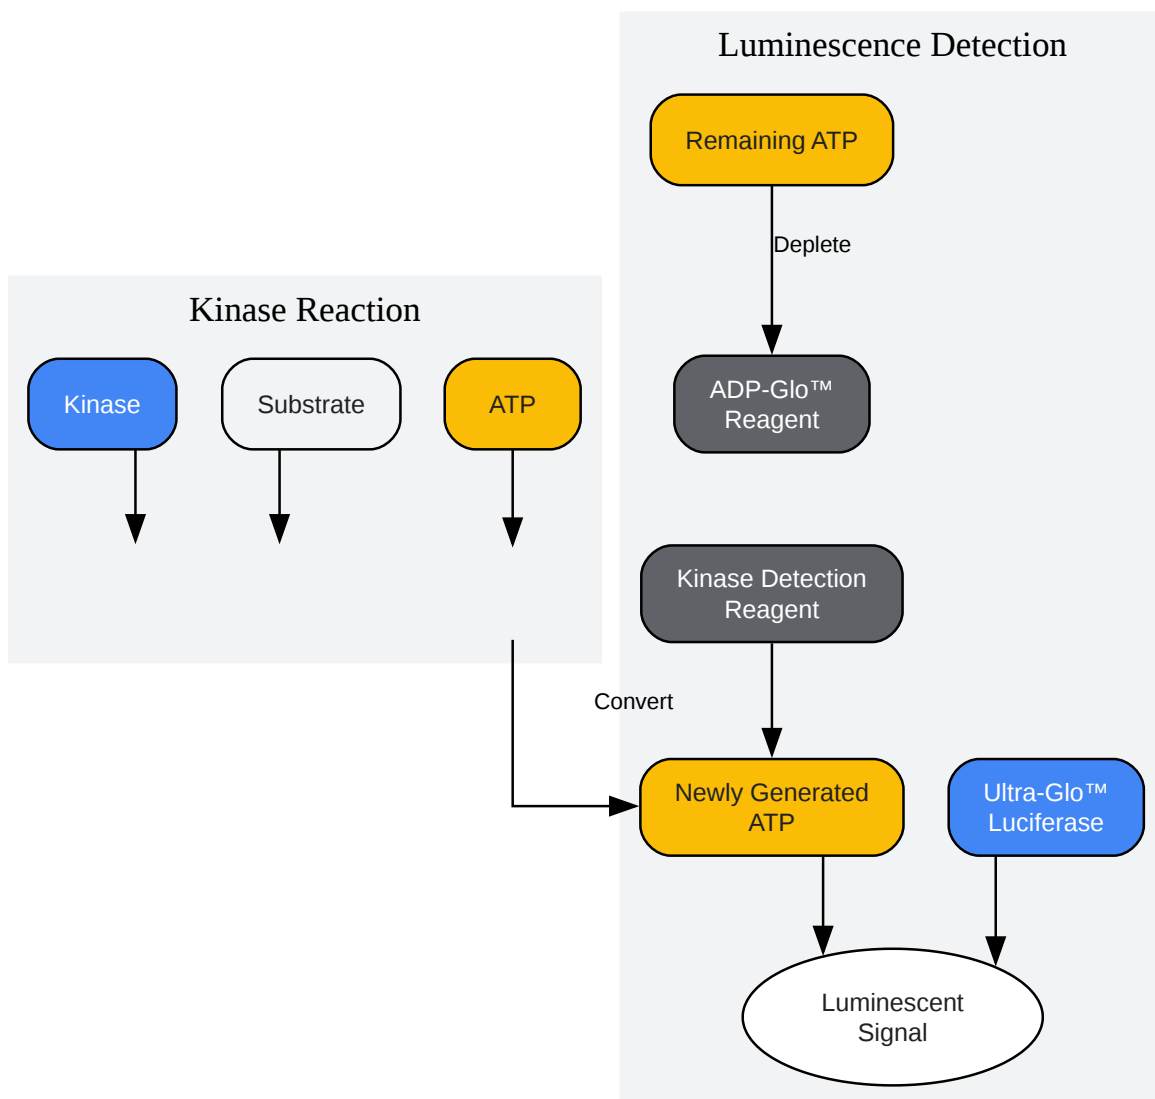 Luminescence Detection
Remaining ATP
Deplete
Kinase Reaction
Kinase
Substrate
ATP
ADP-Glo™
Reagent
Kinase Detection
Reagent
Convert
Newly Generated
ATP
Ultra-Glo™
Luciferase
Luminescent
Signal